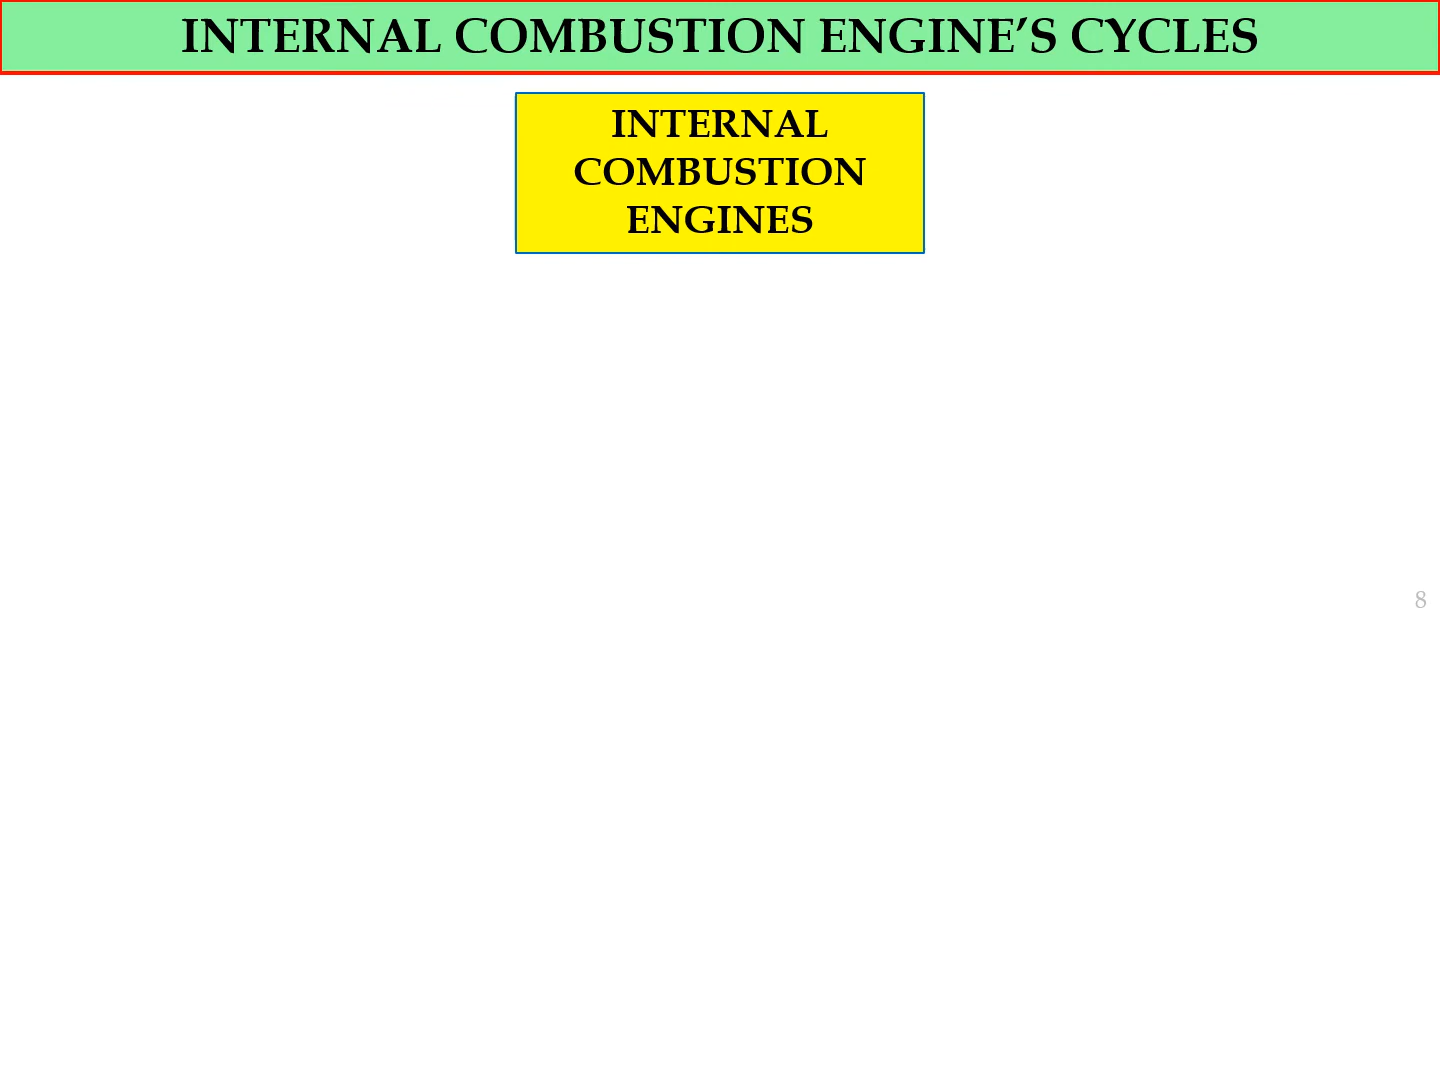 INTERNAL COMBUSTION ENGINE’S CYCLES
INTERNAL
COMBUSTION
ENGINES
8